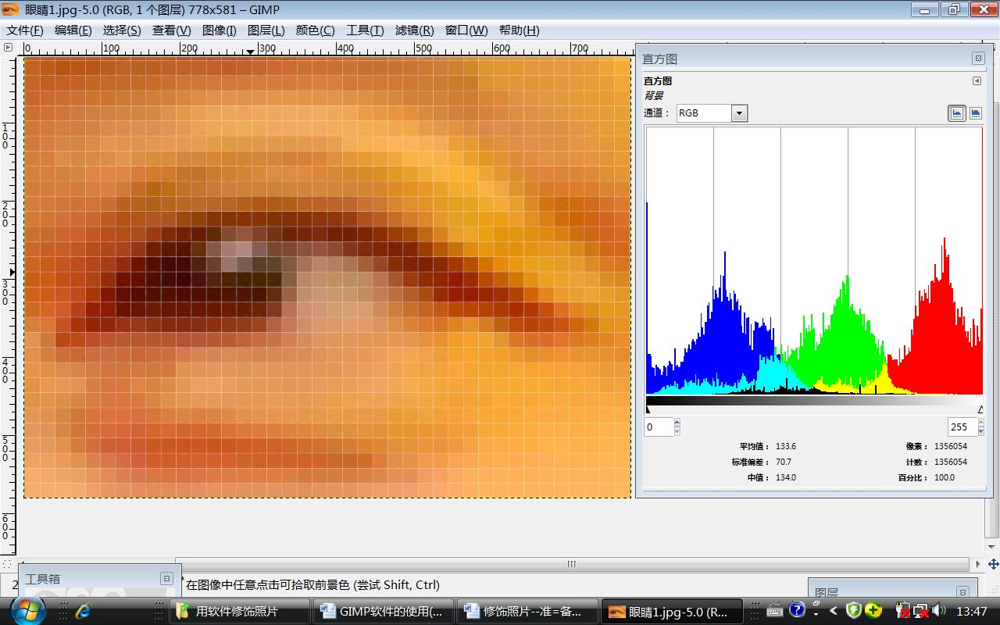 眼睛1.jpg-5.0 (RGB, 1 个图层) 778x581 – GIMP
文件(F) 编辑(E) 选择(S) 查看(V) 图像(I) 图层(L) 颜色(C) 工具(T) 滤镜(R) 窗口(W) 帮助(H)
0 100 200 300 400 500 600 700
100
200
300
400
500
600
直方图
直方图
背景
通道： RGB
0 255
平均值： 133.6 像素： 1356054
标准偏差： 70.7 计数： 1356054
中值： 134.0 百分比： 100.0
2
在图像中任意点击可拾取前景色 (尝试 Shift, Ctrl)
工具箱
图层
用软件修饰照片 GIMP软件的使用(... 修饰照片--准=备... 眼睛1.jpg-5.0 (R... 13:47